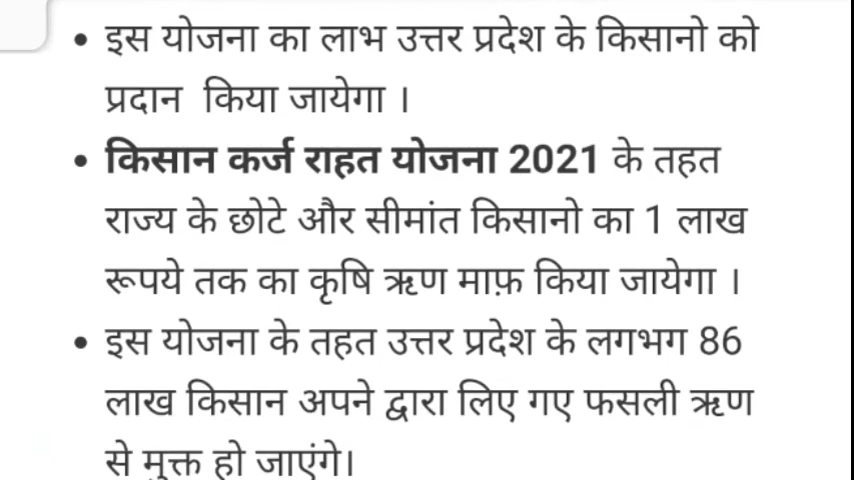 • इस योजना का लाभ उत्तर प्रदेश के किसानो को
प्रदान किया जायेगा ।
• किसान कर्ज राहत योजना 2021 के तहत
राज्य के छोटे और सीमांत किसानो का 1 लाख
रूपये तक का कृषि ऋण माफ़ किया जायेगा ।
• इस योजना के तहत उत्तर प्रदेश के लगभग 86
लाख किसान अपने द्वारा लिए गए फसली ऋण
से मुक्त हो जाएंगे।